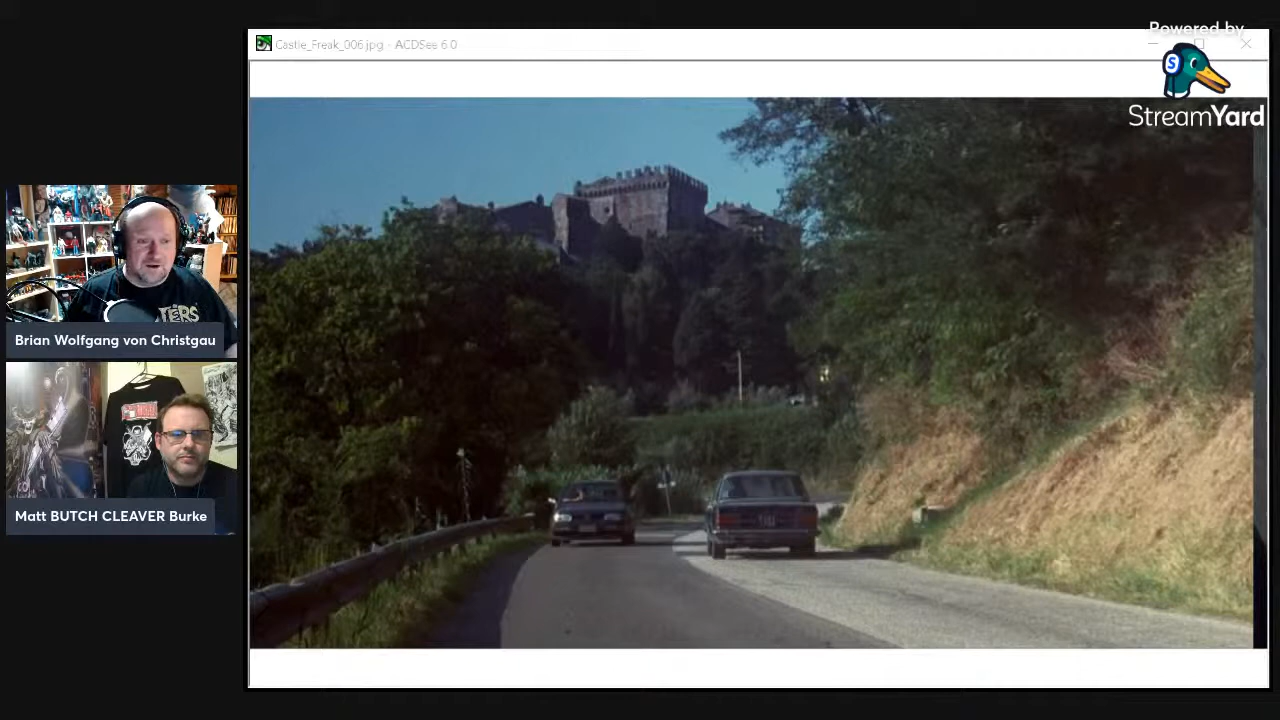 Castle_Freak_006.jpg - ACDSee 6.0
Powered by
StreamYard
Brian Wolfgang von Christgau
Matt BUTCH CLEAVER Burke